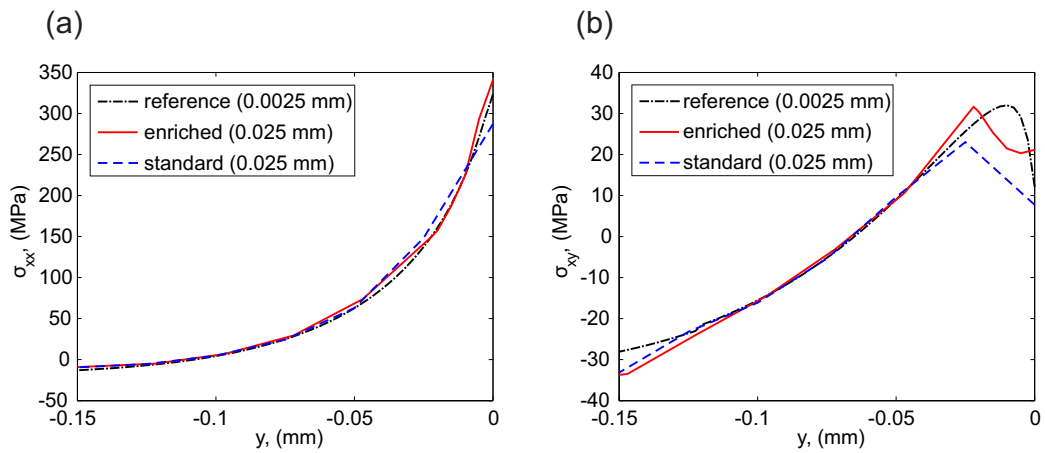 (a)
350
300
250
200
150
100
50
0
-50
σxx, (MPa)
reference (0.0025 mm)
enriched (0.025 mm)
standard (0.025 mm)
-0.15
-0.1
-0.05
0
y, (mm)
(b)
40
30
20
10
0
-10
-20
-30
-40
σxy, (MPa)
reference (0.0025 mm)
enriched (0.025 mm)
standard (0.025 mm)
-0.15
-0.1
-0.05
0
y, (mm)